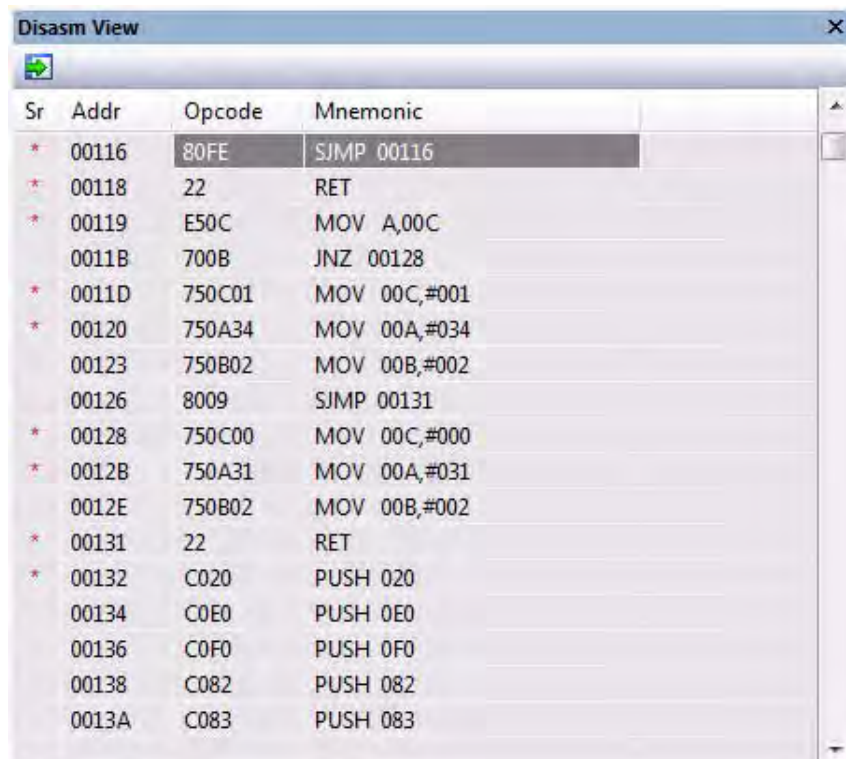 Disasm View
Sr Addr Opcode Mnemonic
* 00116 80FE SJMP 00116
* 00118 22 RET
* 00119 E50C MOV A,00C
0011B 700B JNZ 00128
* 0011D 750C01 MOV 00C,#001
* 00120 750A34 MOV 00A,#034
00123 750B02 MOV 00B,#002
00126 8009 SJMP 00131
* 00128 750C00 MOV 00C,#000
* 0012B 750A31 MOV 00A,#031
0012E 750B02 MOV 00B,#002
* 00131 22 RET
* 00132 C020 PUSH 020
00134 C0E0 PUSH 0E0
00136 C0F0 PUSH 0F0
00138 C082 PUSH 082
0013A C083 PUSH 083